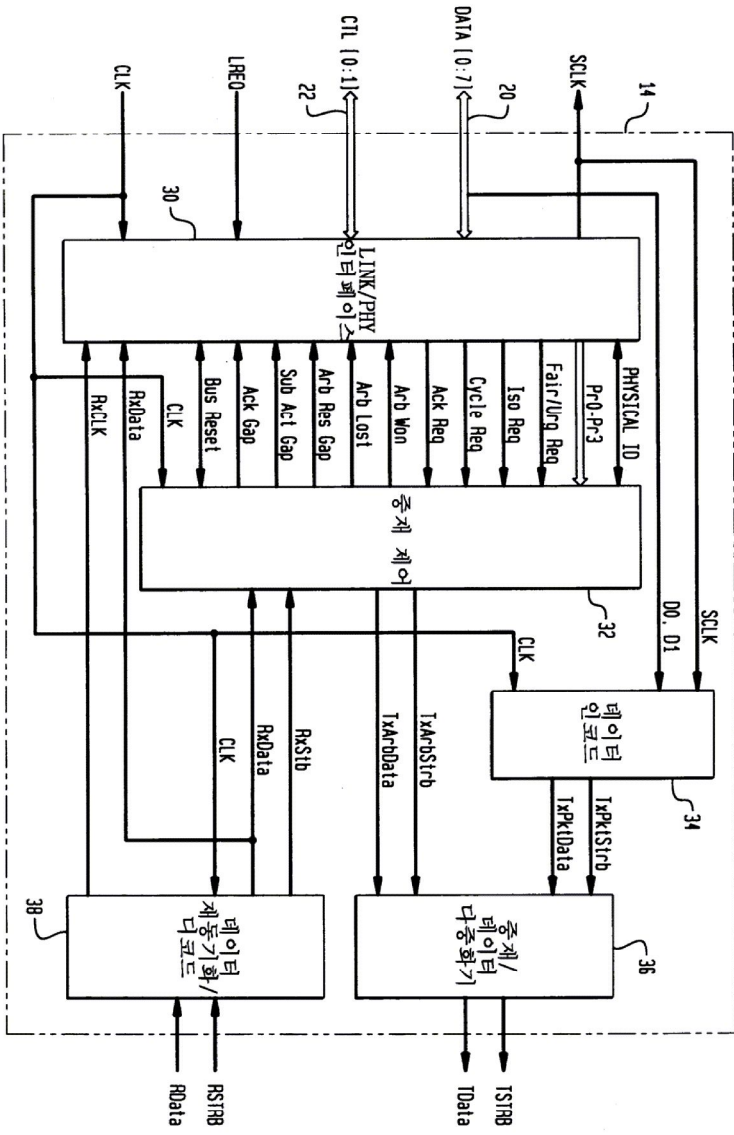 14
SCLK
DATA [0:7]
20
CTL [0:1]
22
LREQ
CLK
30
LINK/PHY
인터페이스
PHYSICAL ID
Pr0-Pr3
Fair/Urg Req
Iso Req
Cycle Req
Ack Req
Arb Won
Arb Lost
Arb Res Gap
Sub Act Gap
Ack Gap
Bus Reset
CLK
RxData
RxCLK
중재 제어
32
SCLK
D0, D1
CLK
데이터
인코드
34
TxPktStrb
TxPktData
TxArbStrb
TxArbData
RxStb
RxData
CLK
중재/
데이터
다중화기
36
데이터
재동기화/
디코드
38
TSTRB
TData
RSTRB
RData